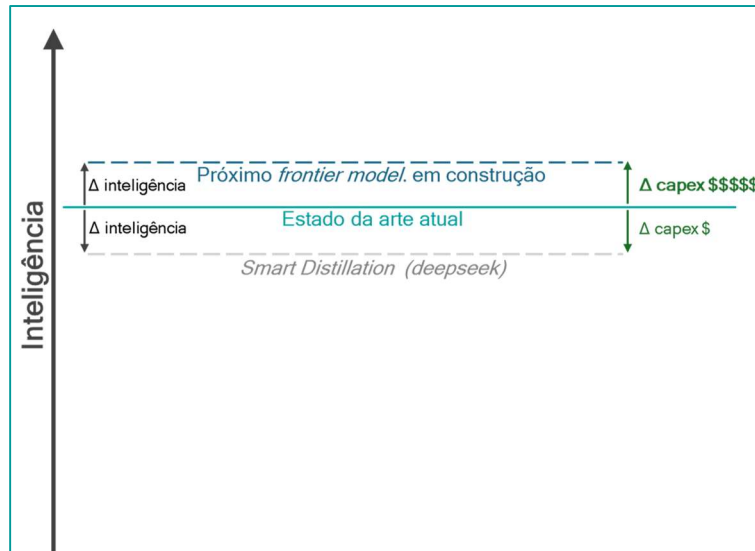 Inteligência
Δ inteligência
Próximo frontier model. em construção
Δ capex $$$$$
Estado da arte atual
Δ inteligência
Δ capex $
Smart Distillation (deepseek)